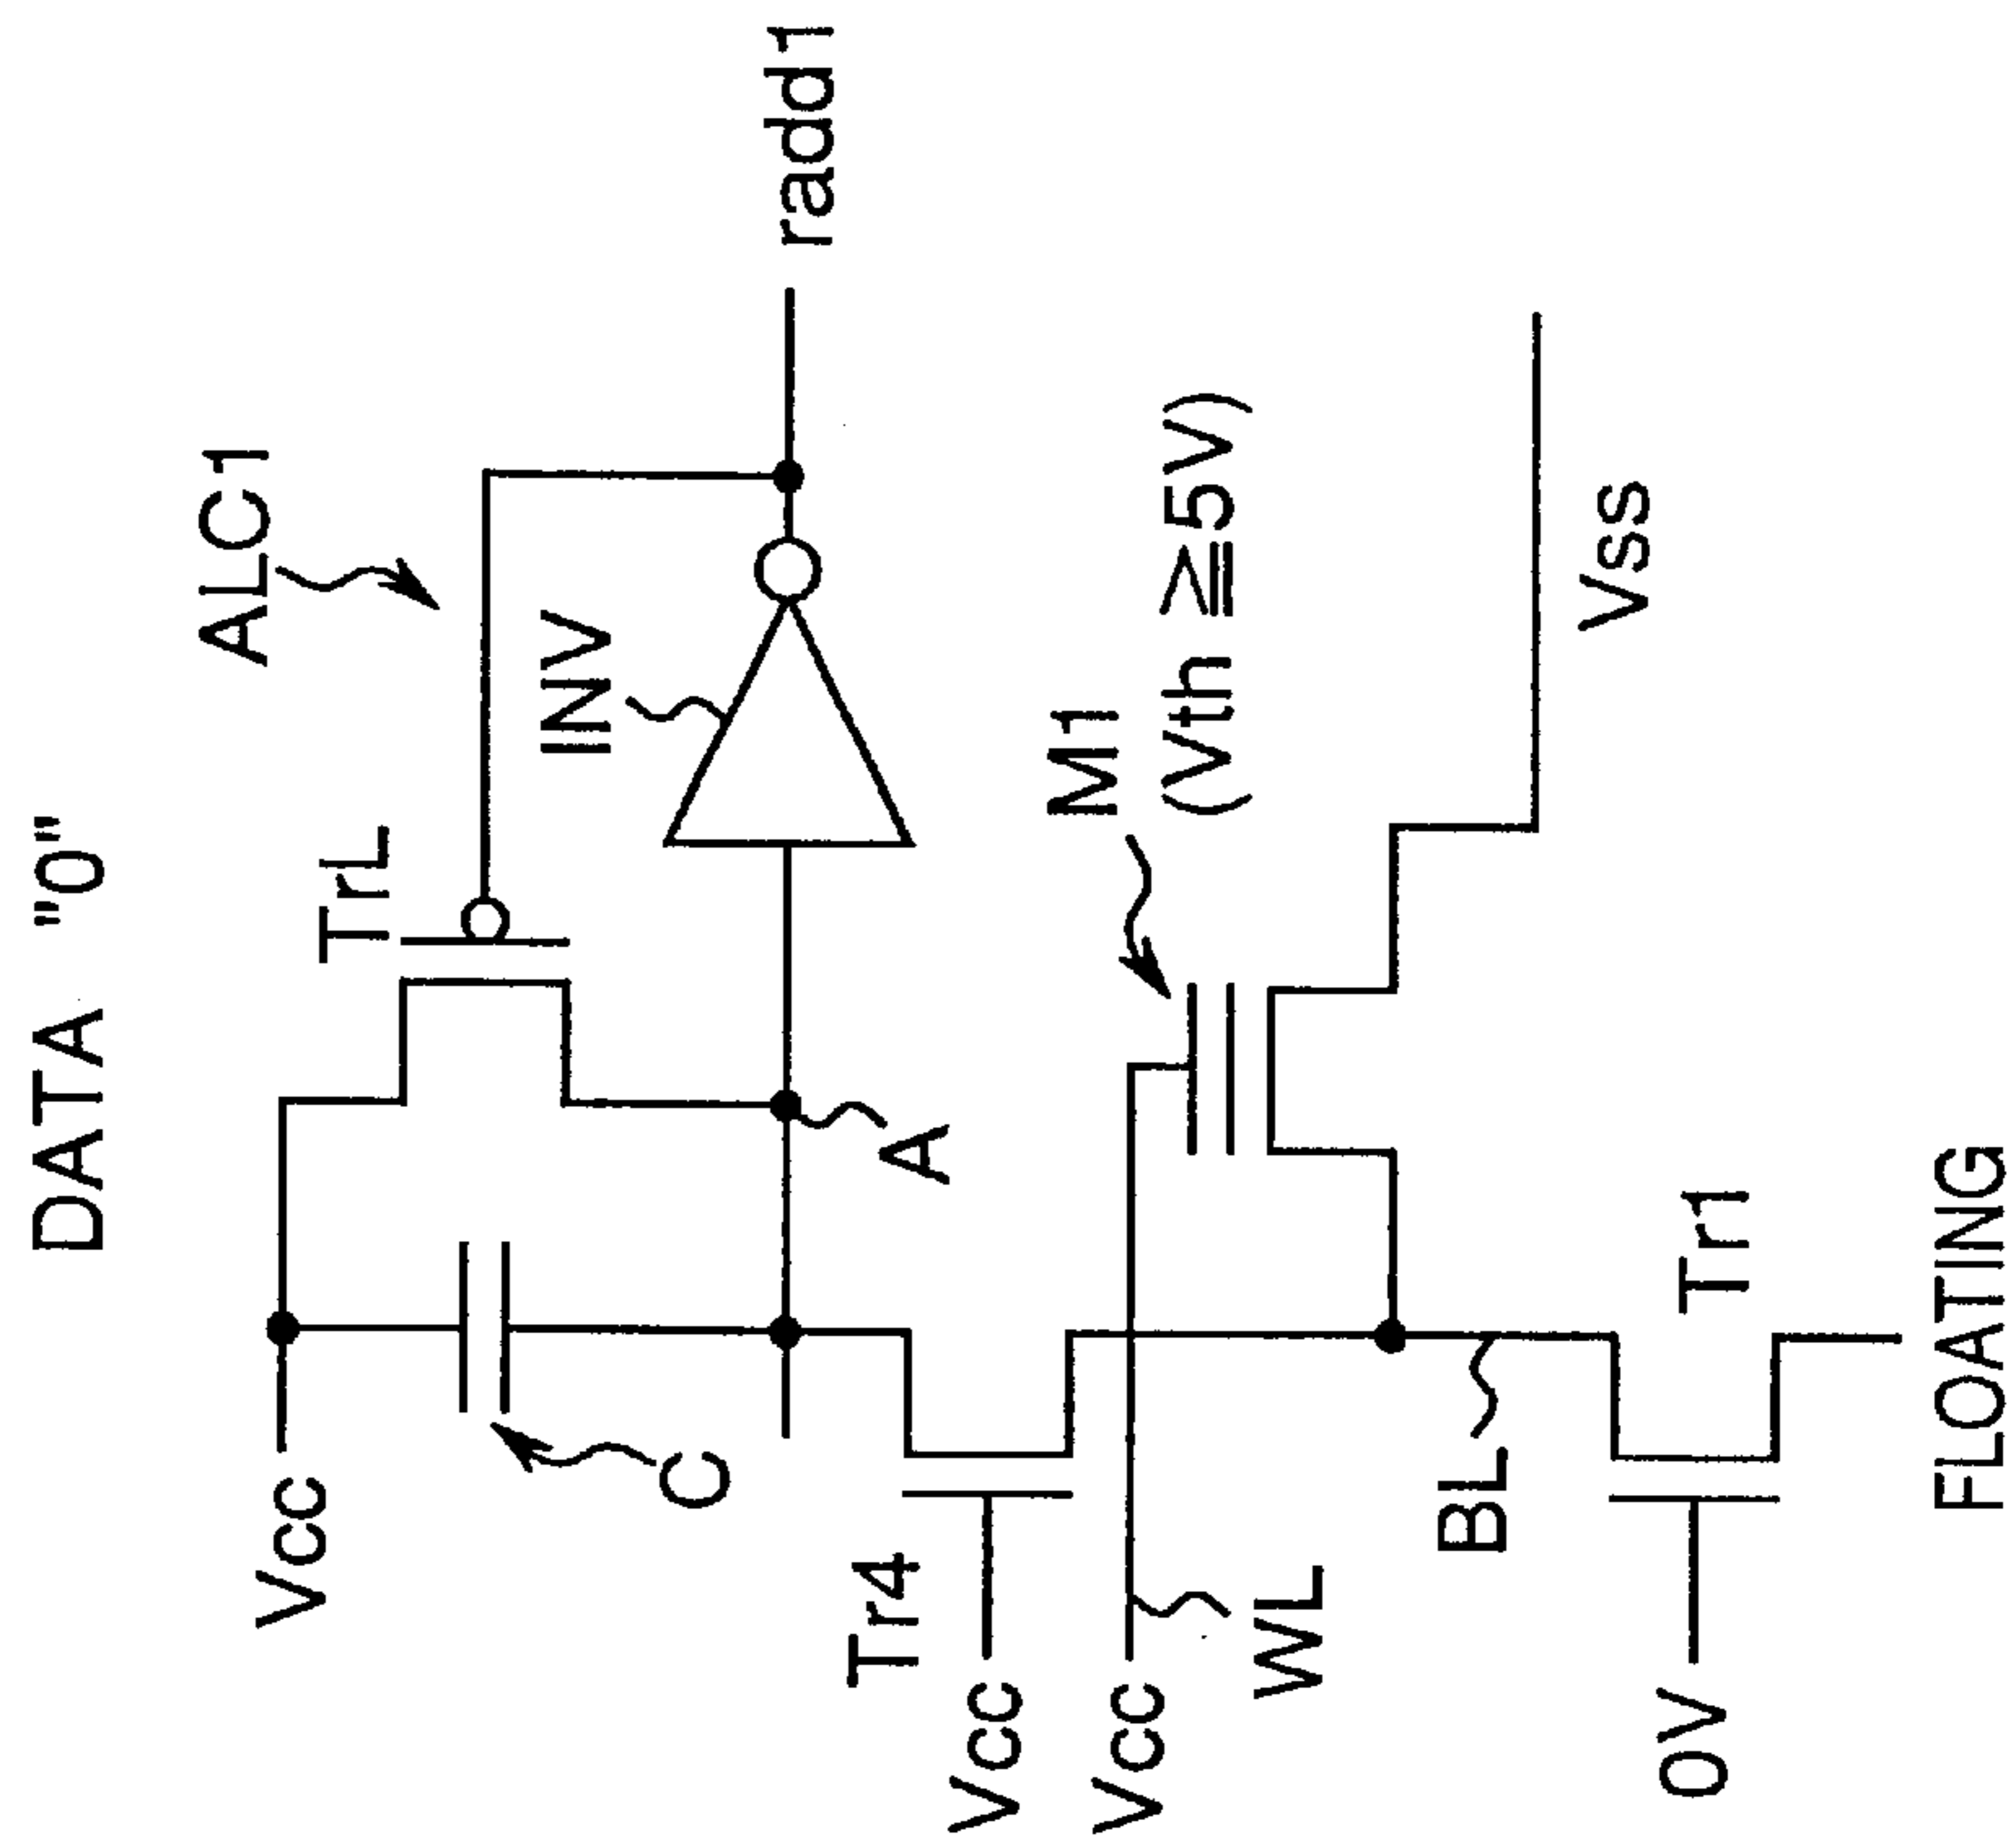 DATA "0"
ALC1
Vcc
TrL
INV
C
radd1
Tr4
A
Vcc
M1
Vcc
(Vth ≧5V)
WL
BL
Vss
0V
Tr1
FLOATING